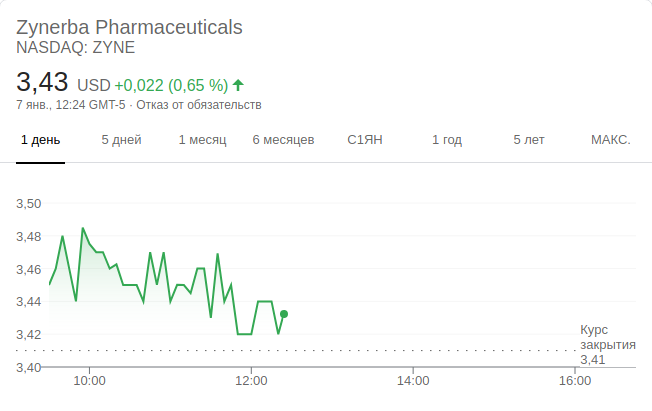 Zynerba Pharmaceuticals
NASDAQ: ZYNE
3,43 USD +0,022 (0,65 %)
7 янв., 12:24 GMT-5 · Отказ от обязательств
1 день 5 дней 1 месяц 6 месяцев С1ЯН 1 год 5 лет МАКС.
3,50
3,48
3,46
3,44
3,42
3,40
Курс
закрытия
3,41
10:00 12:00 14:00 16:00